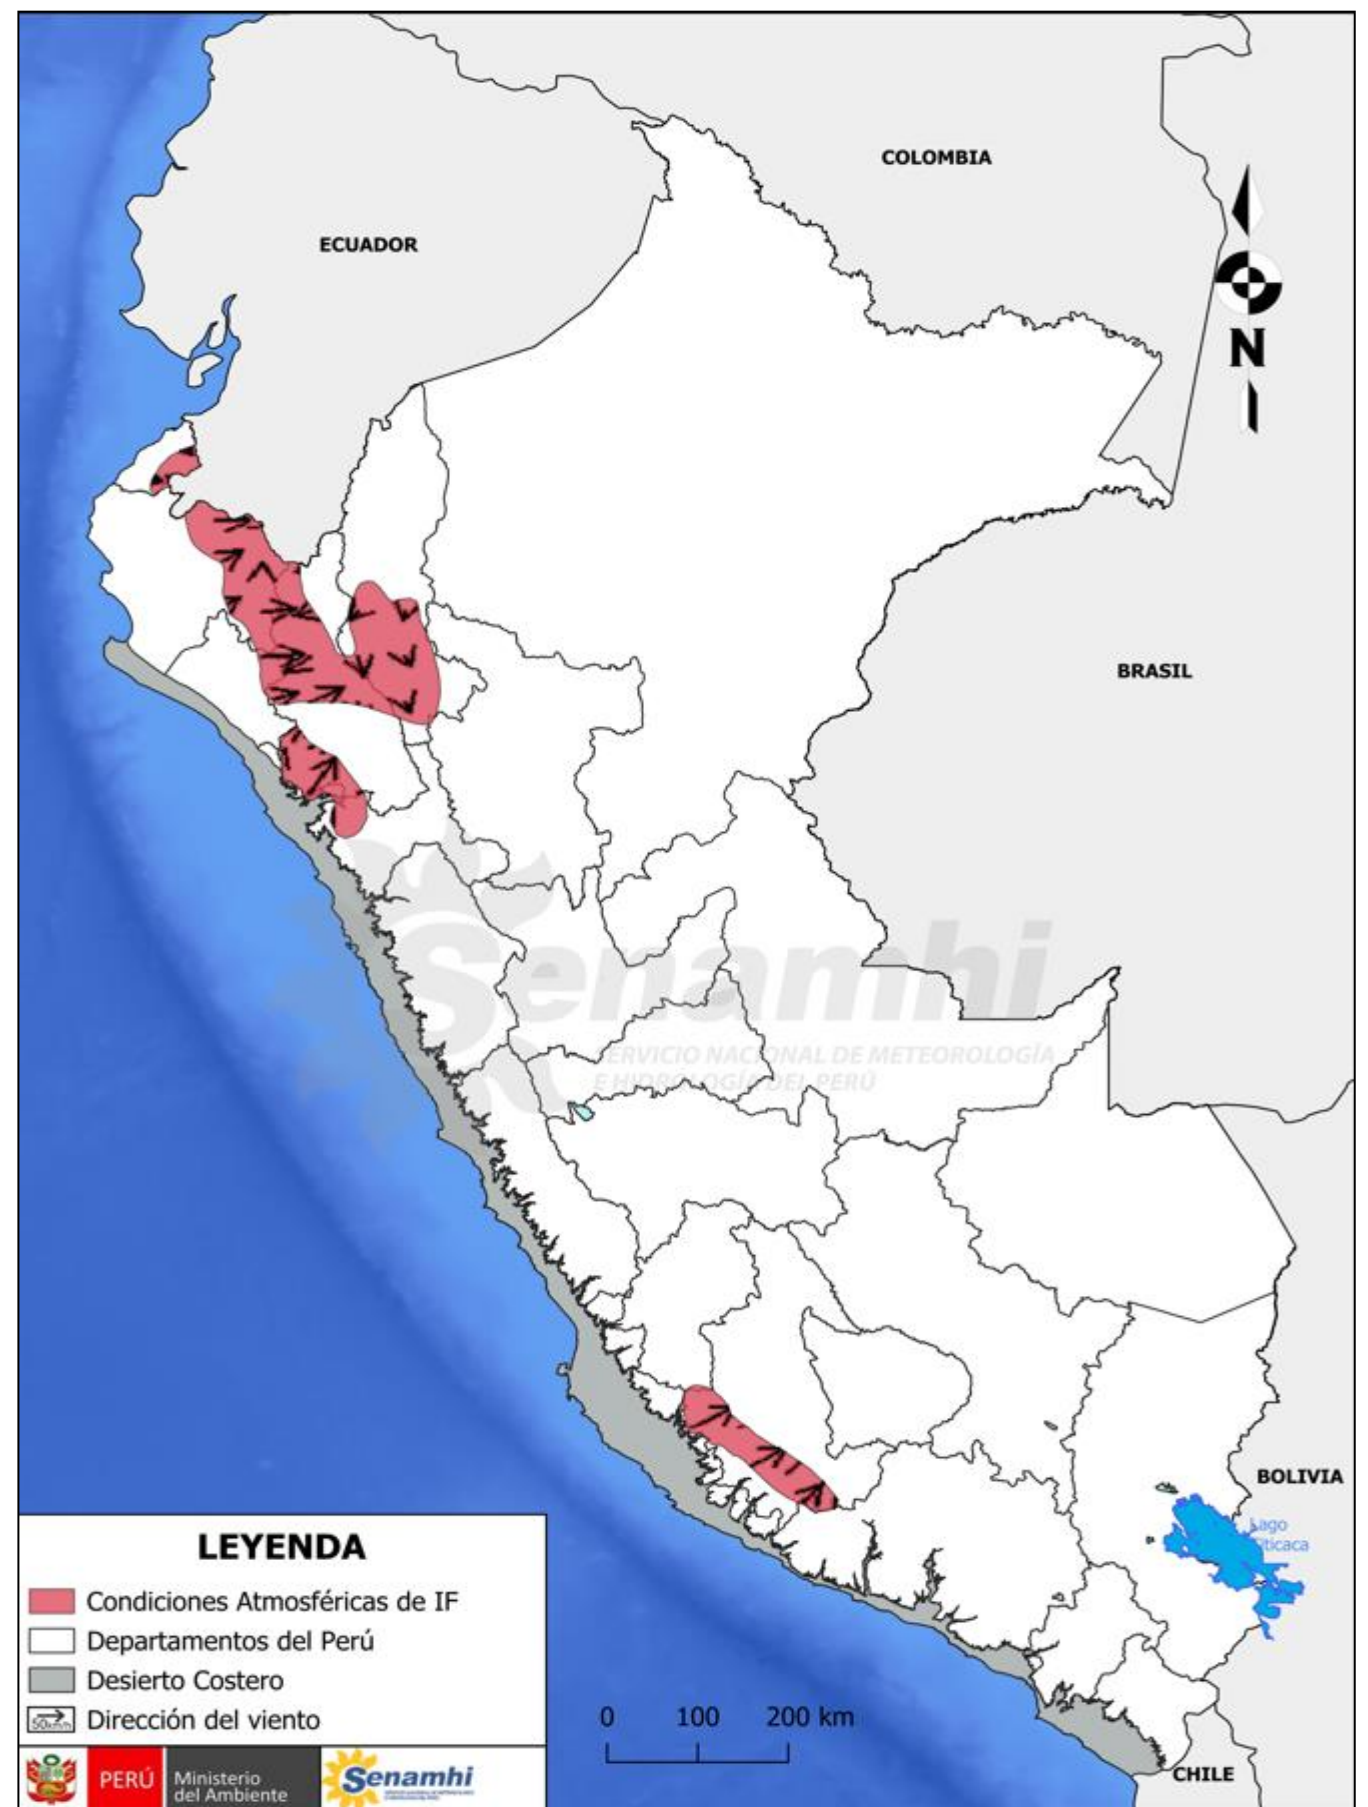 COLOMBIA
ECUADOR
N
BRASIL
Senamhi
SERVICIO NACIONAL DE METEOROLOGÍA
E HIDROLOGÍA DEL PERÚ
BOLIVIA
Lago
Titicaca
LEYENDA
Condiciones Atmosféricas de IF
Departamentos del Perú
Desierto Costero
50km/h
Dirección del viento
0 100 200 km
PERÚ
Ministerio
del Ambiente
Senamhi
CHILE